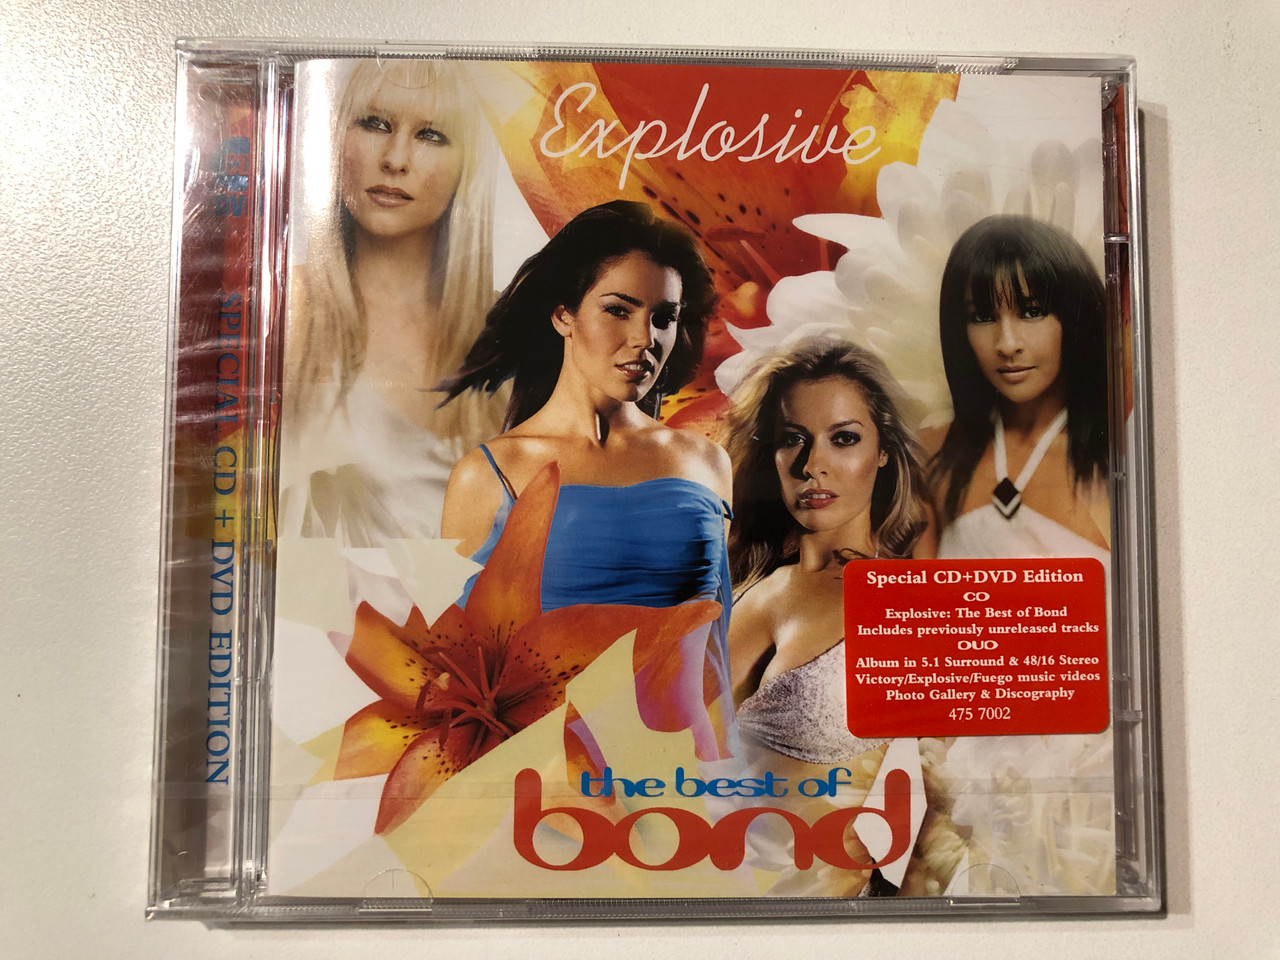 Explosive
the best of
bond
Special CD+DVD Edition
CD
Explosive: The Best of Bond
Includes previously unreleased tracks
DVD
Album in 5.1 Surround & 48/16 Stereo
Victory/Explosive/Fuego music videos
Photo Gallery & Discography
475 7002
SPECIAL CD + DVD EDITION